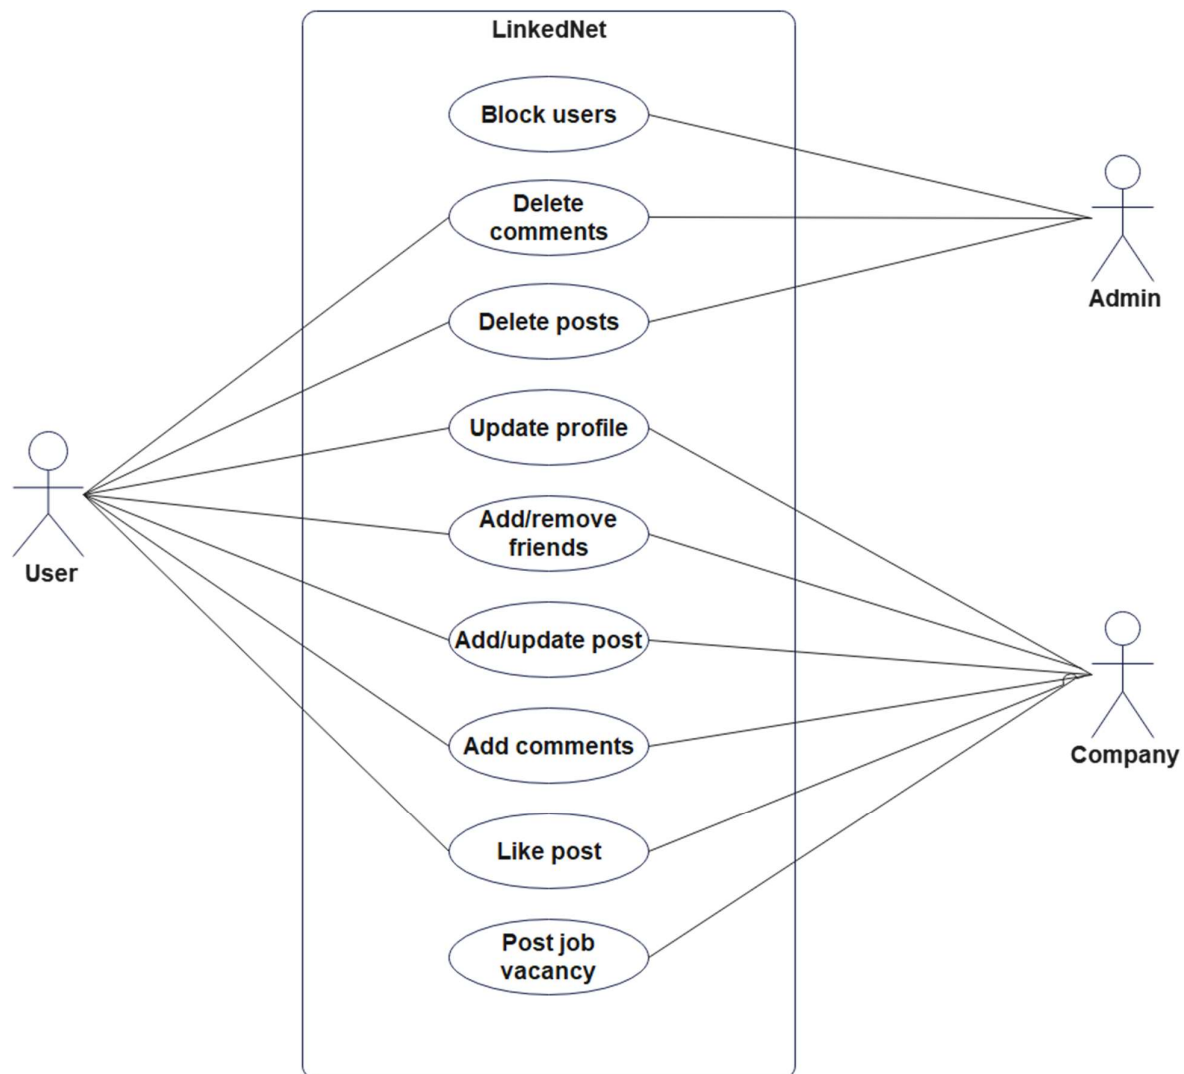 LinkedNet
Block users
Delete
comments
Admin
Delete posts
Update profile
User
Add/remove
friends
Add/update post
Company
Add comments
Like post
Post job
vacancy